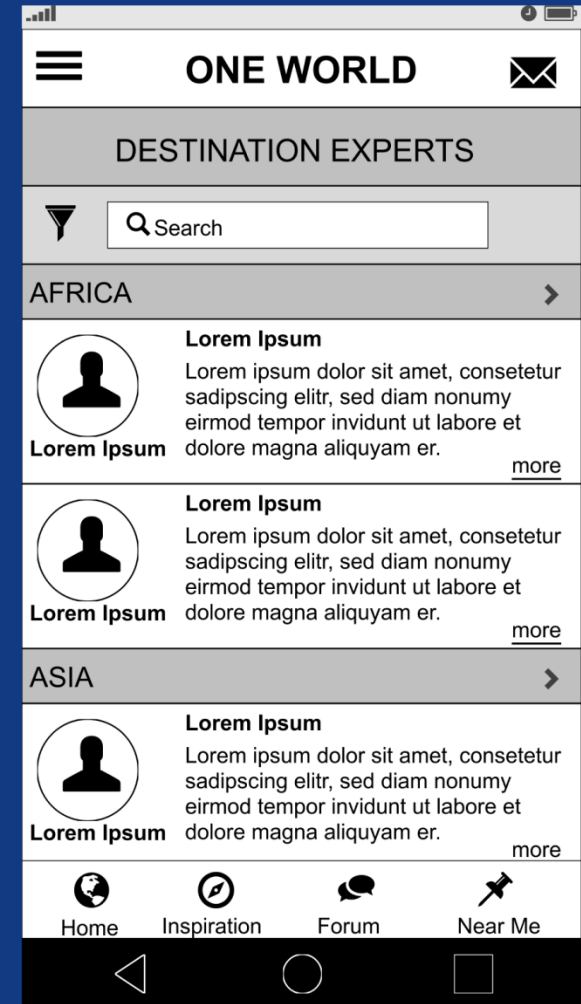 ONE WORLD
DESTINATION EXPERTS
Search
AFRICA
Lorem Ipsum
Lorem ipsum dolor sit amet, consetetur
sadipscing elitr, sed diam nonumy
eirmod tempor invidunt ut labore et
dolore magna aliquyam er.
Lorem Ipsum
more
Lorem Ipsum
Lorem ipsum dolor sit amet, consetetur
sadipscing elitr, sed diam nonumy
eirmod tempor invidunt ut labore et
dolore magna aliquyam er.
Lorem Ipsum
more
ASIA
Lorem Ipsum
Lorem ipsum dolor sit amet, consetetur
sadipscing elitr, sed diam nonumy
eirmod tempor invidunt ut labore et
dolore magna aliquyam er.
Lorem Ipsum
more
Home
Inspiration
Forum
Near Me